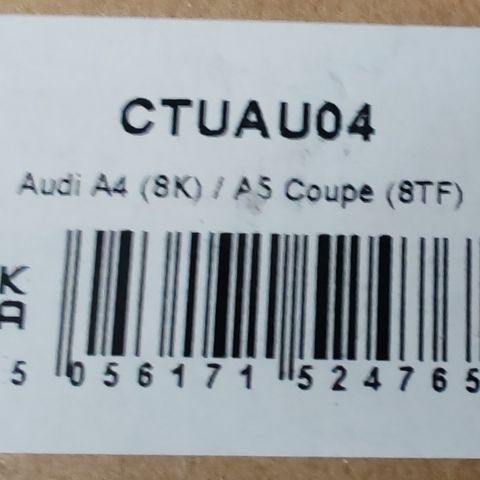 CTUAU04
Audi A4 (8K) / A5 Coupe (8TF)
5 056171 524765